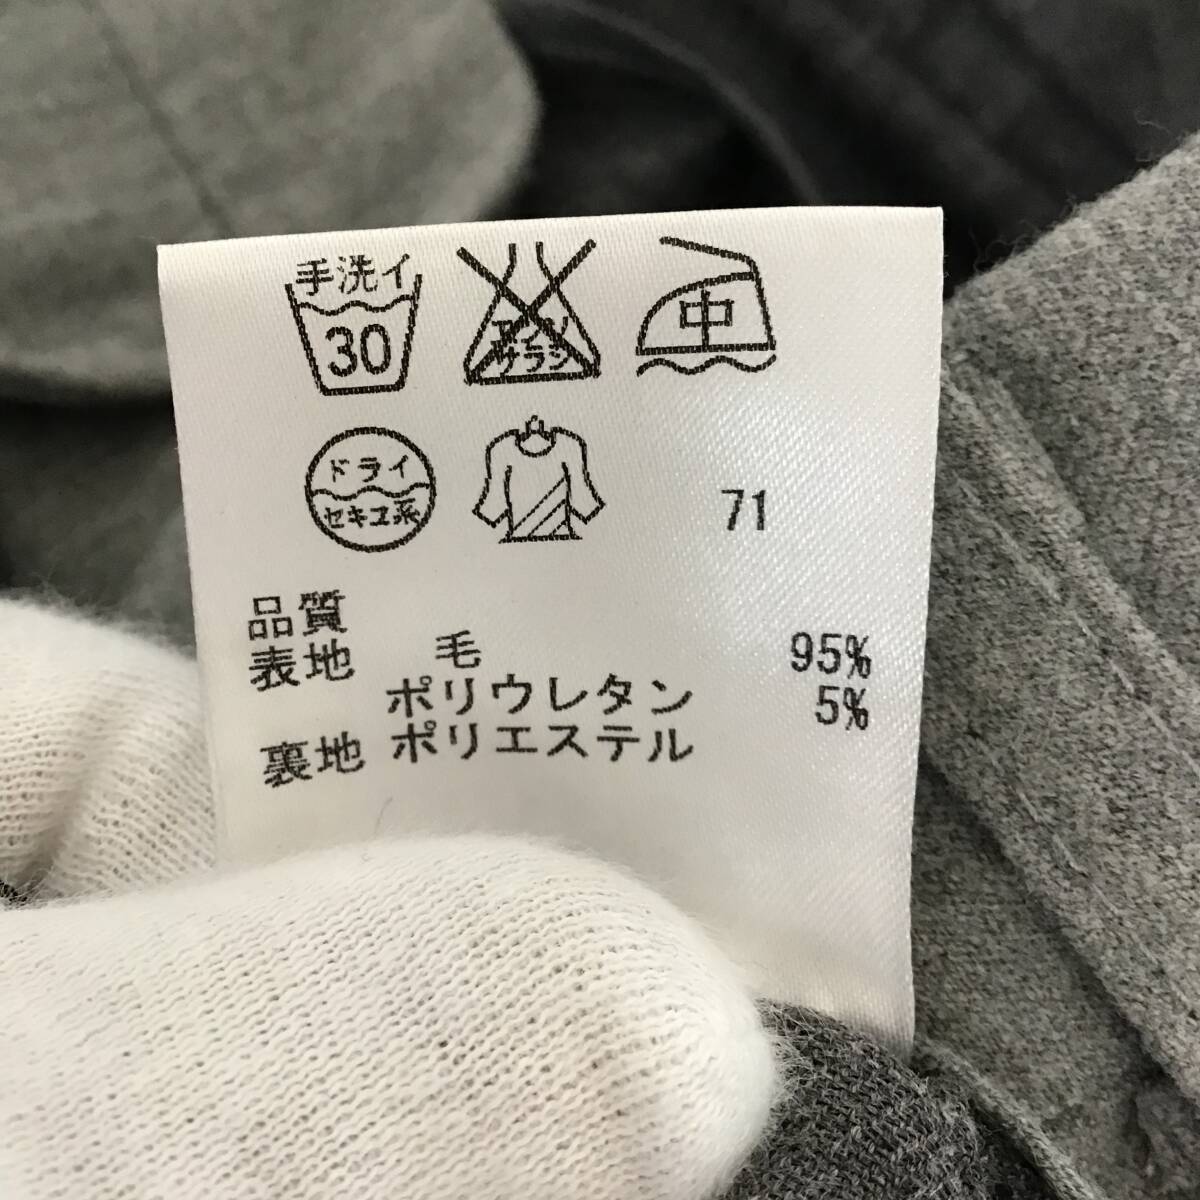 手洗イ
30
エンソ
サラシ
中
ドライ
セキユ系
71
品質
表地 毛 95%
ポリウレタン 5%
裏地 ポリエステル